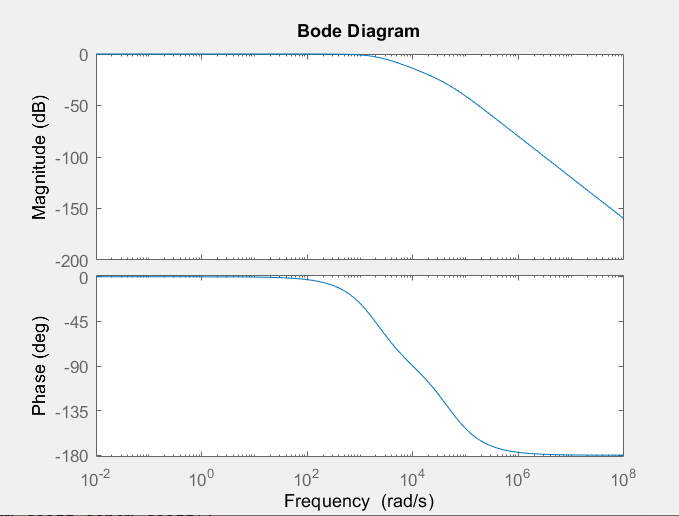 Bode Diagram
Magnitude (dB)
0
-50
-100
-150
-200
Phase (deg)
0
-45
-90
-135
-180
10^-2 10^0 10^2 10^4 10^6 10^8
Frequency (rad/s)